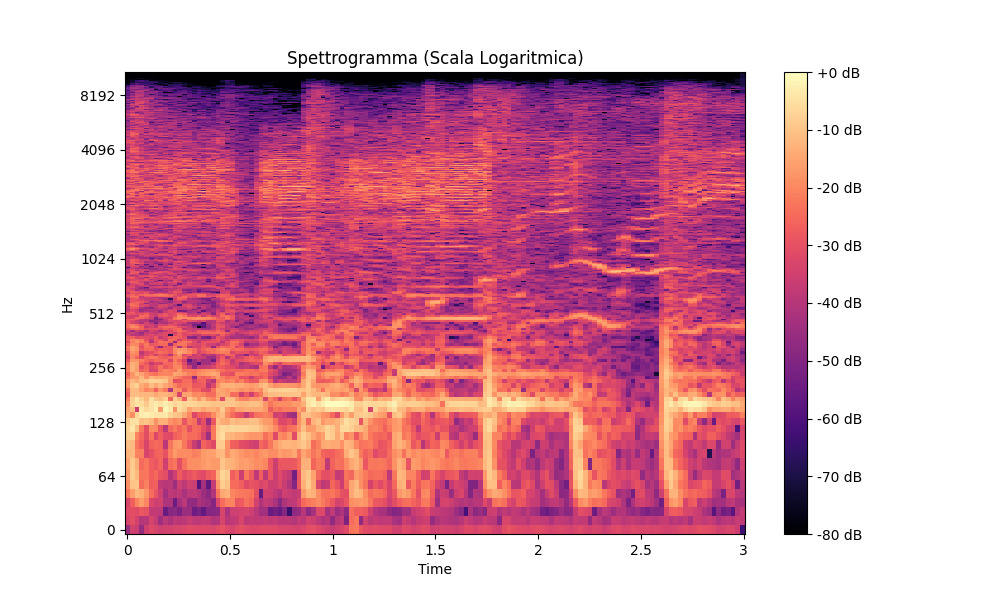 Spettrogramma (Scala Logaritmica)
8192
4096
2048
1024
512
256
128
64
0
Hz
0
0.5
1
1.5
2
2.5
3
Time
+0 dB
-10 dB
-20 dB
-30 dB
-40 dB
-50 dB
-60 dB
-70 dB
-80 dB